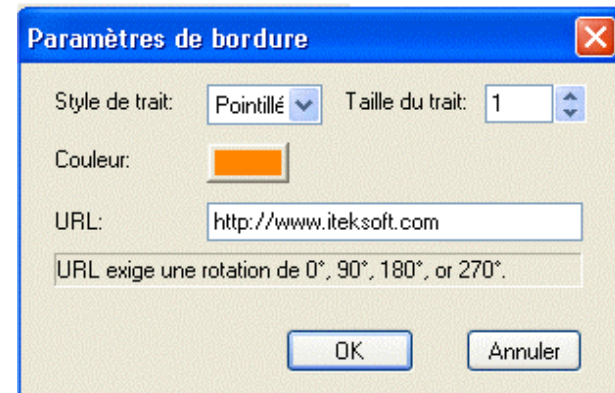 Paramètres de bordure
Style de trait: Pointillé Taille du trait: 1
Couleur:
URL: http://www.iteksoft.com
URL exige une rotation de 0°, 90°, 180°, or 270°.
OK Annuler